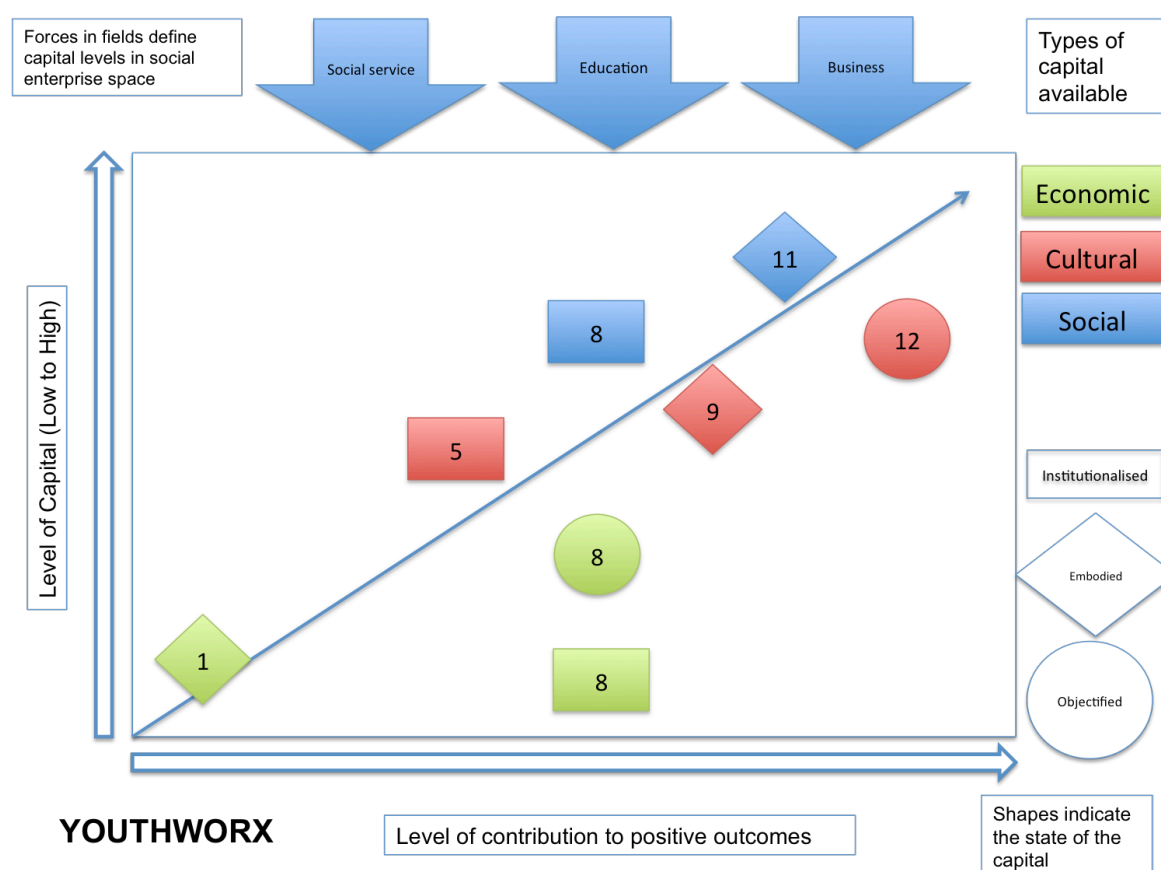 Forces in fields define
capital levels in social
enterprise space
Social service
Education
Business
Types of
capital
available
Economic
Cultural
Social
11
8
12
9
5
8
1
8
Institutionalised
Embodied
Objectified
Level of Capital (Low to High)
YOUTHWORX
Level of contribution to positive outcomes
Shapes indicate
the state of the
capital